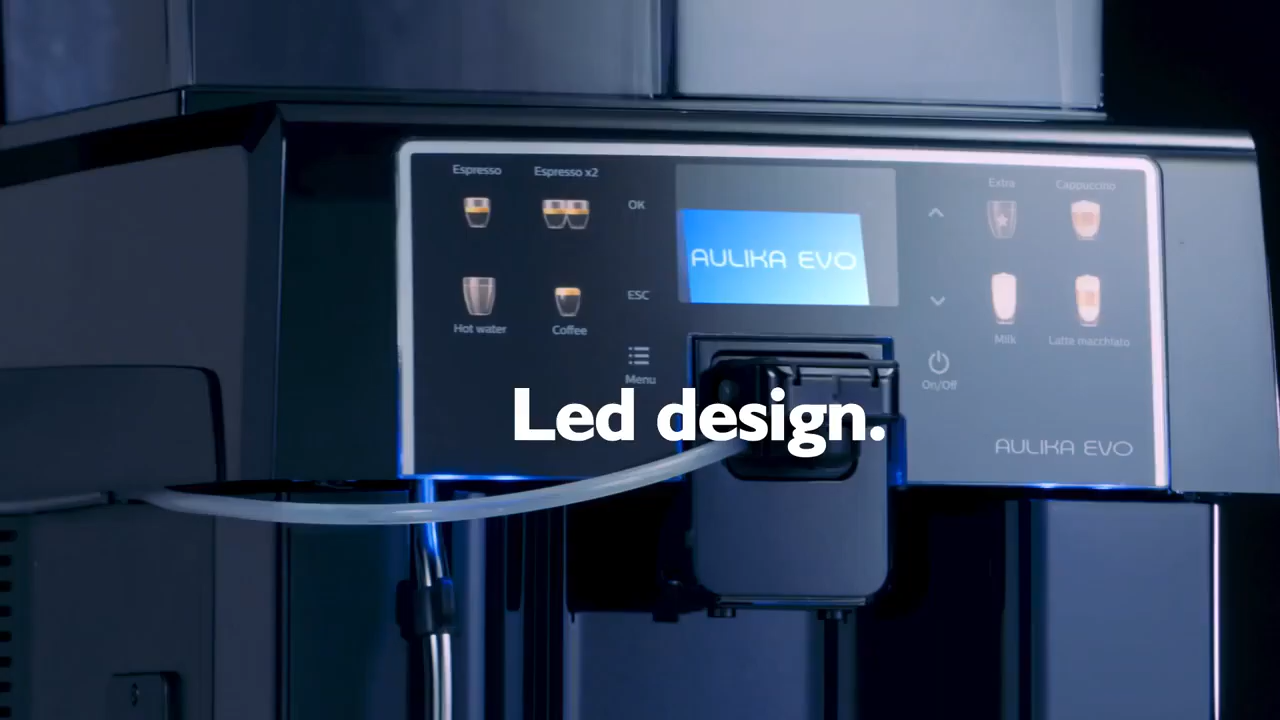 Espresso
Espresso x2
OK
AULIKA EVO
Extra
Cappuccino
ESC
Hot water
Coffee
Milk
Latte macchiato
Menu
On/Off
Led design.
AULIKA EVO